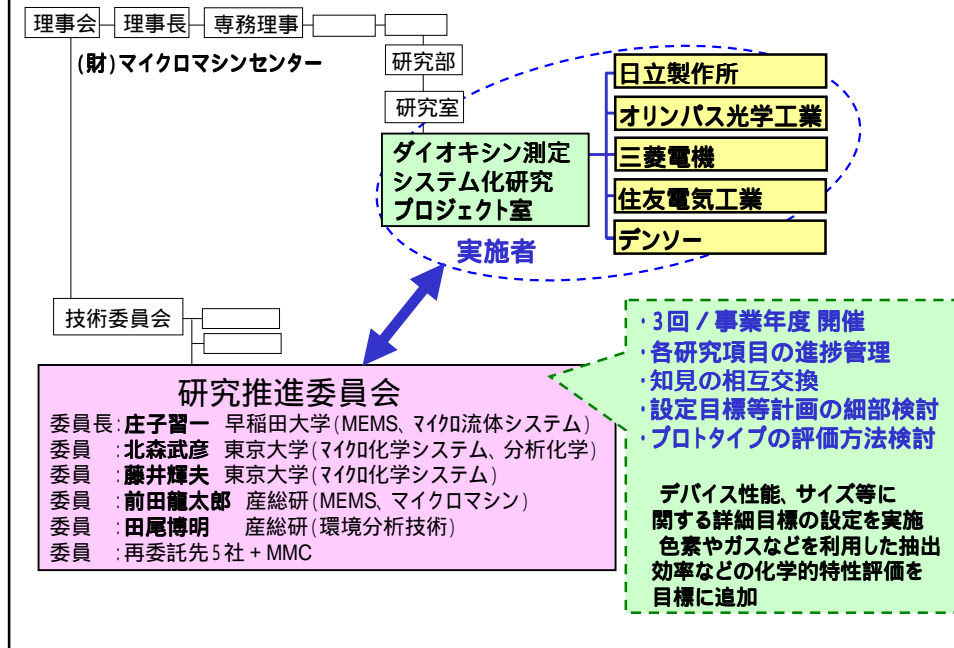 理事会 理事長 専務理事
(財)マイクロマシンセンター
研究部
研究室
ダイオキシン測定
システム化研究
プロジェクト室
日立製作所
オリンパス光学工業
三菱電機
住友電気工業
デンソー
実施者
技術委員会
研究推進委員会
委員長:庄子習一 早稲田大学(MEMS、マイクロ流体システム)
委員 :北森武彦 東京大学(マイクロ化学システム、分析化学)
委員 :藤井輝夫 東京大学(マイクロ化学システム)
委員 :前田龍太郎 産総研(MEMS、マイクロマシン)
委員 :田尾博明 産総研(環境分析技術)
委員 :再委託先5社+MMC
・3回/事業年度 開催
・各研究項目の進捗管理
・知見の相互交換
・設定目標等計画の細部検討
・プロトタイプの評価方法検討
デバイス性能、サイズ等に
関する詳細目標の設定を実施
色素やガスなどを利用した抽出
効率などの化学的特性評価を
目標に追加